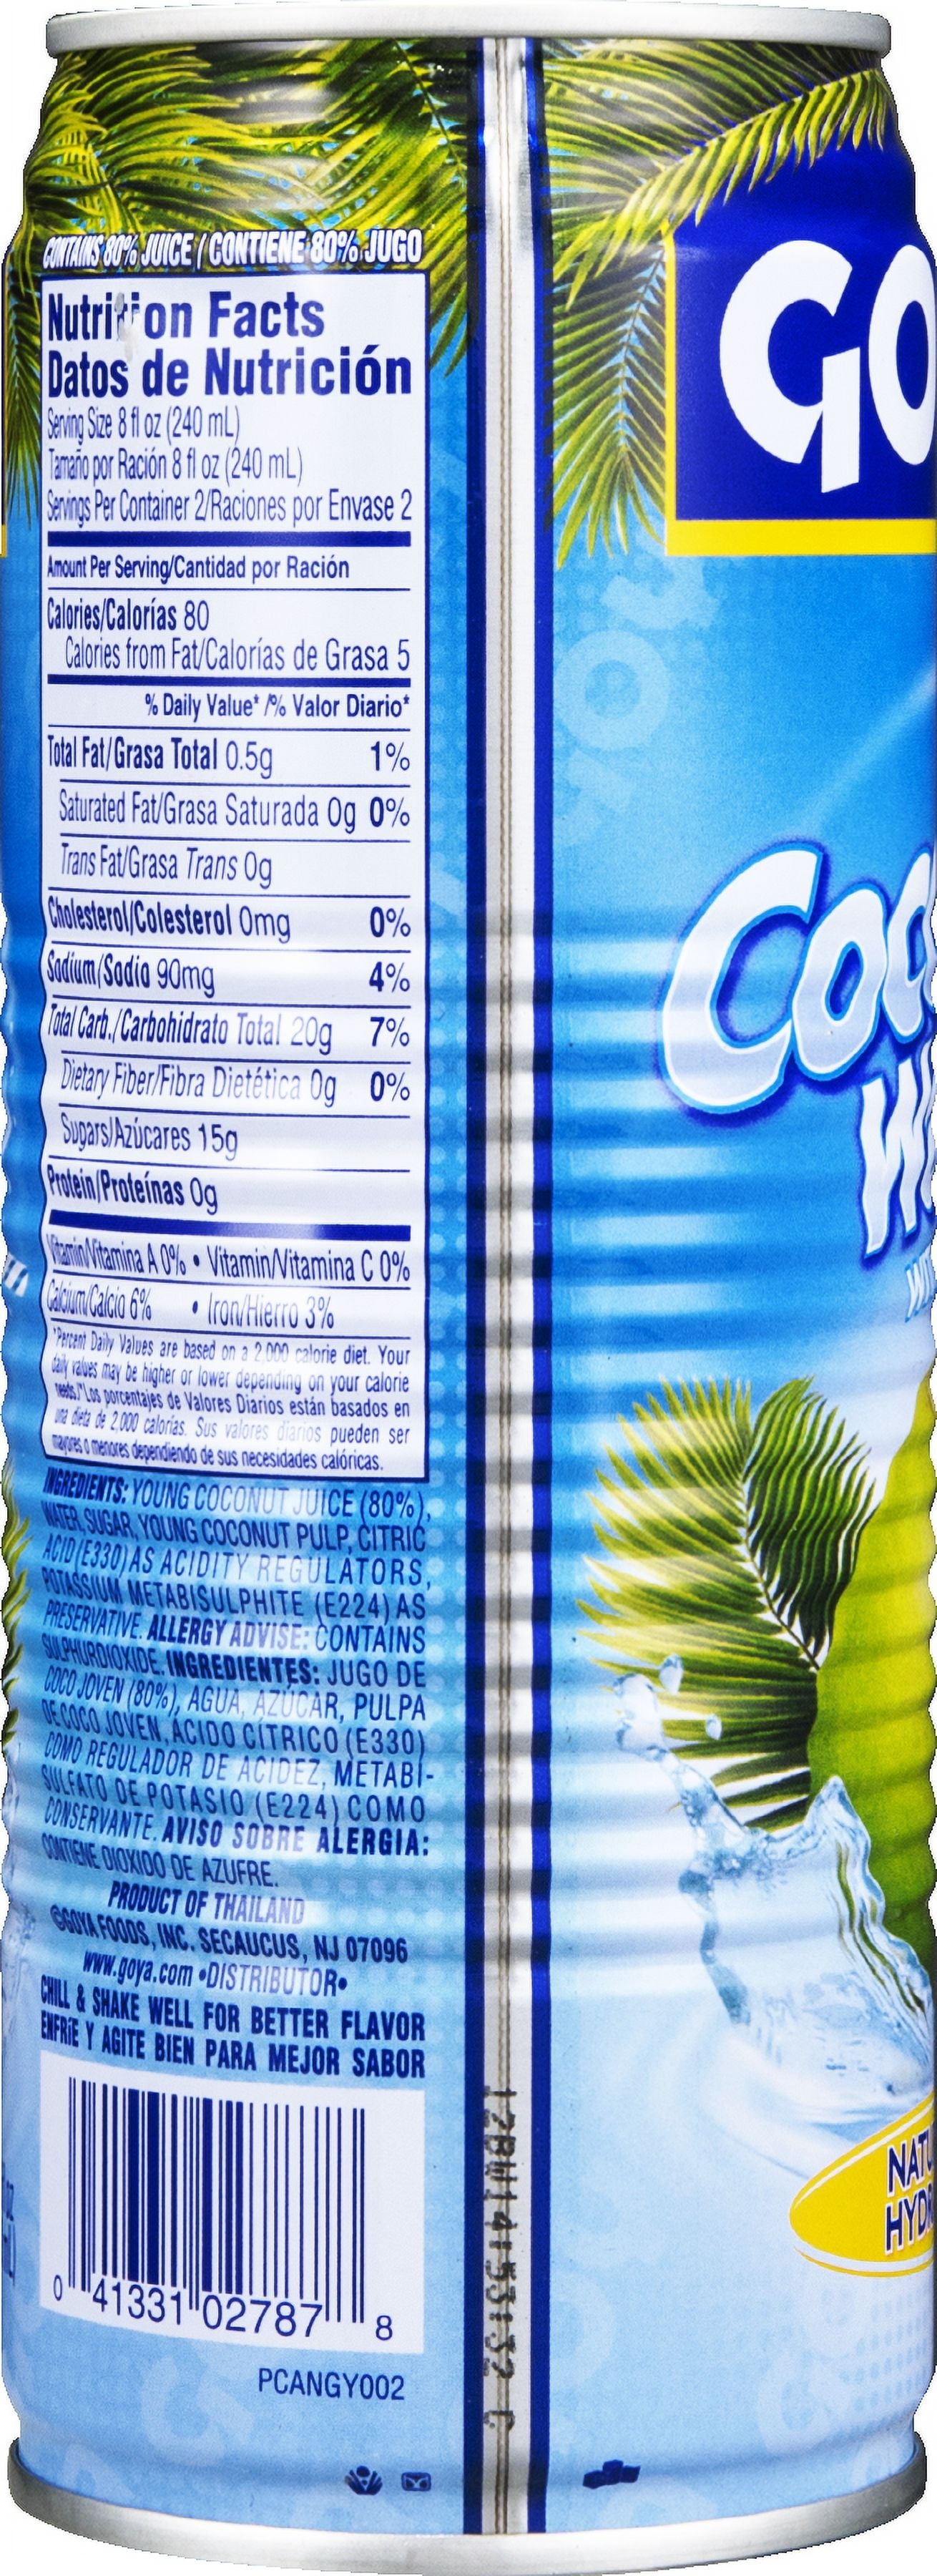 CONTAINS 80% JUICE / CONTIENE 80% JUGO
Nutrition Facts
Datos de Nutrición
Serving Size 8 fl oz (240 mL)
Tamaño por Ración 8 fl oz (240 mL)
Servings Per Container 2/Raciones por Envase 2
Amount Per Serving/Cantidad por Ración
Calories/Calorías 80
Calories from Fat/Calorías de Grasa 5
% Daily Value* /% Valor Diario*
Total Fat/Grasa Total 0.5g 1%
Saturated Fat/Grasa Saturada 0g 0%
Trans Fat/Grasa Trans 0g
Cholesterol/Colesterol 0mg 0%
Sodium/Sodio 90mg 4%
Total Carb./Carbohidrato Total 20g 7%
Dietary Fiber/Fibra Dietética 0g 0%
Sugars/Azúcares 15g
Protein/Proteínas 0g
Vitamin/Vitamina A 0% • Vitamin/Vitamina C 0%
Calcium/Calcio 6% • Iron/Hierro 3%
*Percent Daily Values are based on a 2,000 calorie diet. Your
daily values may be higher or lower depending on your calorie
needs./*Los porcentajes de Valores Diarios están basados en
una dieta de 2,000 calorías. Sus valores diarios pueden ser
mayores o menores dependiendo de sus necesidades calóricas.
INGREDIENTS: YOUNG COCONUT JUICE (80%),
WATER, SUGAR, YOUNG COCONUT PULP, CITRIC
ACID (E330) AS ACIDITY REGULATORS,
POTASSIUM METABISULPHITE (E224) AS
PRESERVATIVE. ALLERGY ADVISE: CONTAINS
SULPHURDIOXIDE. INGREDIENTES: JUGO DE
COCO JOVEN (80%), AGUA, AZÚCAR, PULPA
DE COCO JOVEN, ÁCIDO CÍTRICO (E330)
COMO REGULADOR DE ACIDEZ, METABI-
SULFATO DE POTASIO (E224) COMO
CONSERVANTE. AVISO SOBRE ALERGIA:
CONTIENE DIOXIDO DE AZUFRE.
PRODUCT OF THAILAND
©GOYA FOODS, INC. SECAUCUS, NJ 07096
www.goya.com •DISTRIBUTOR•
CHILL & SHAKE WELL FOR BETTER FLAVOR
ENFRÍE Y AGITE BIEN PARA MEJOR SABOR
0 41331 02787 8
PCANGY002
GO
COC
W
NATU
HYDR